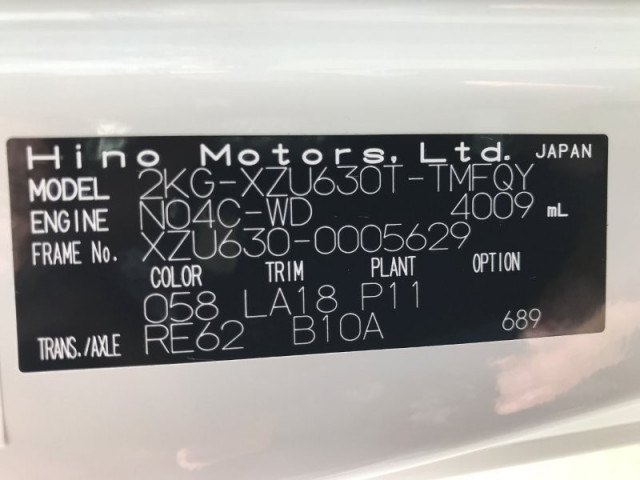 Hino Motors, Ltd. JAPAN
MODEL 2KG-XZU630T-TMFQY
ENGINE N04C-WD 4009 mL
FRAME No. XZU630-0005629
COLOR TRIM PLANT OPTION
058 LA18 P11
TRANS./AXLE RE62 B10A 689